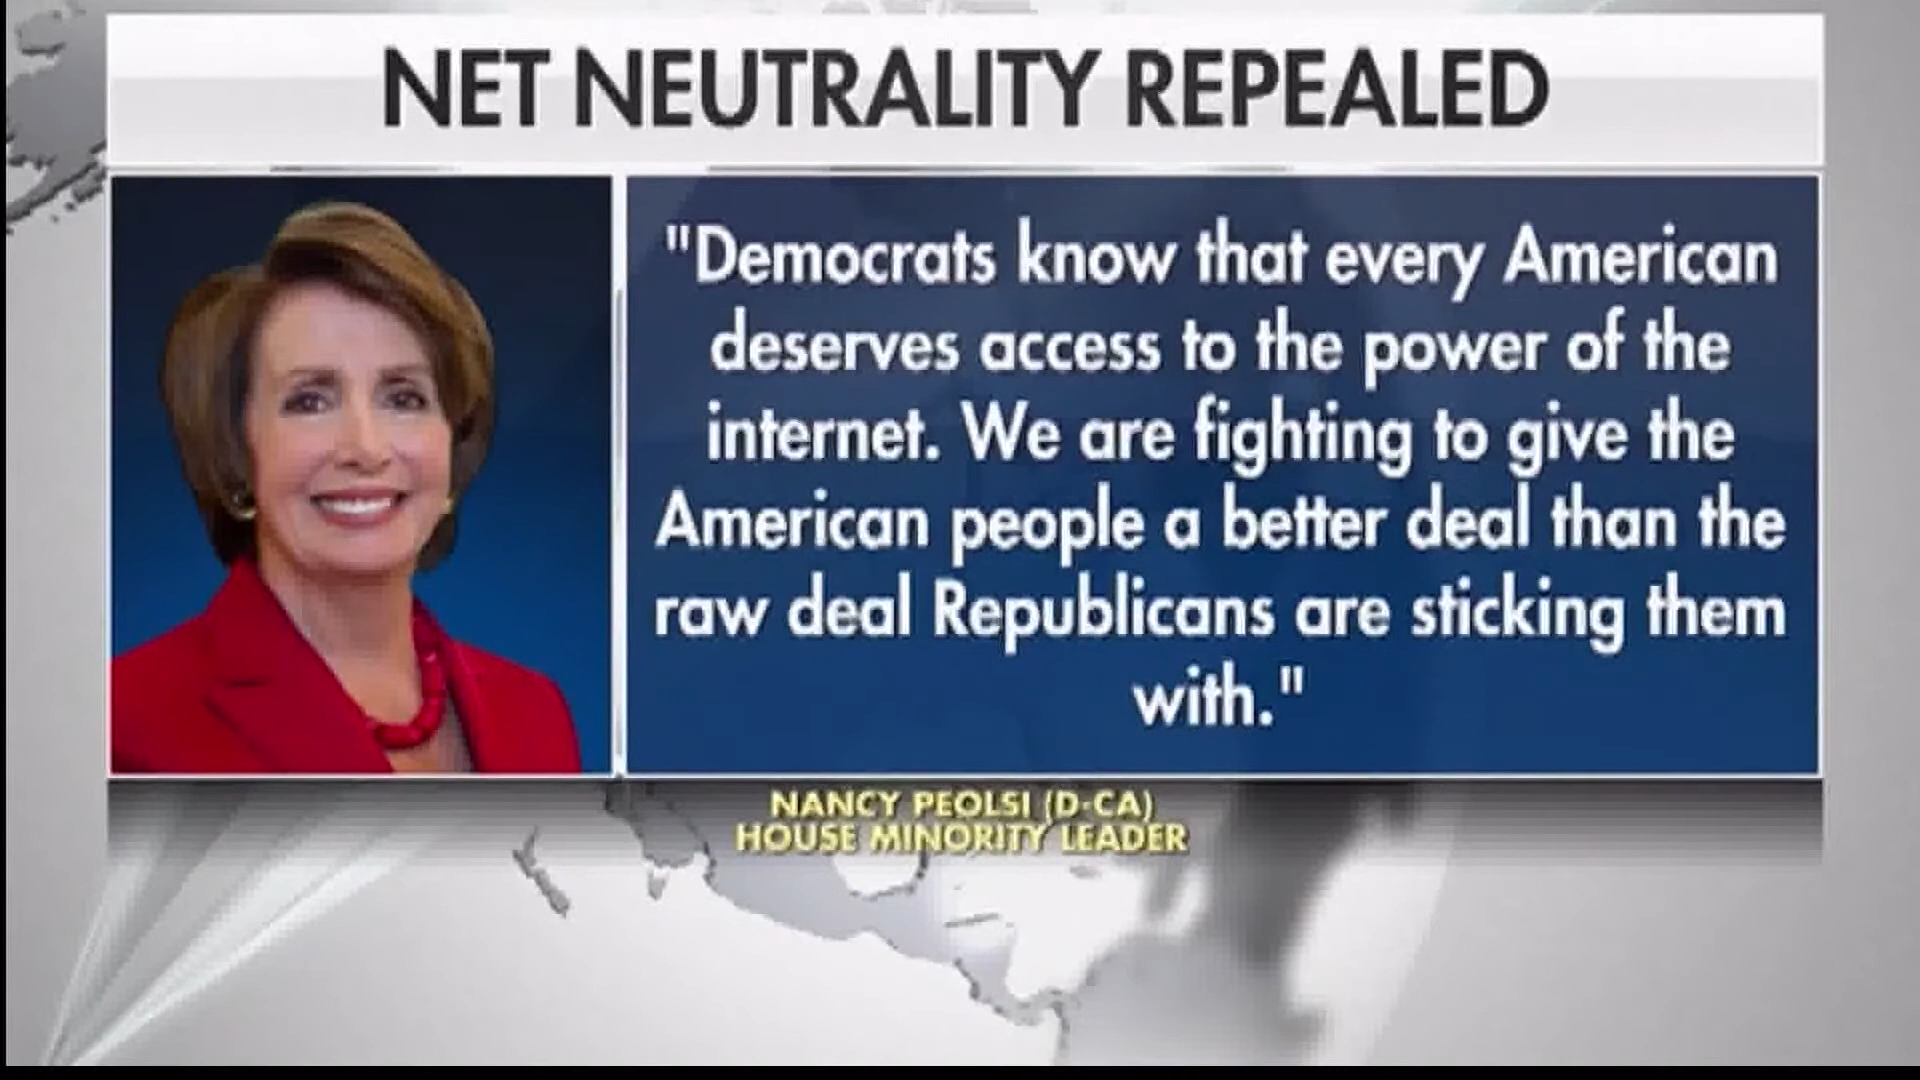 NET NEUTRALITY REPEALED
"Democrats know that every American
deserves access to the power of the
internet. We are fighting to give the
American people a better deal than the
raw deal Republicans are sticking them
with."
NANCY PEOLSI (D-CA)
HOUSE MINORITY LEADER